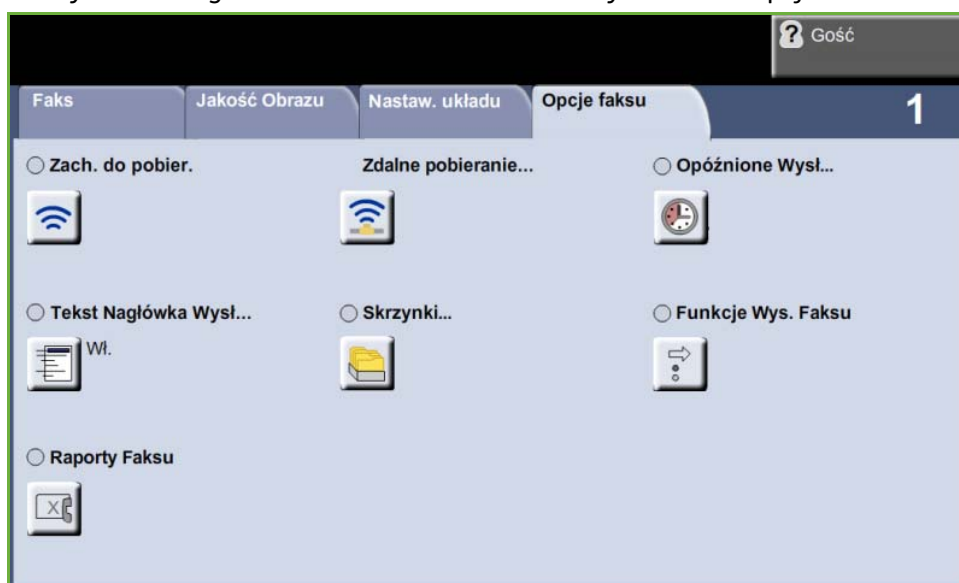 Gość
Faks
Jakość Obrazu
Nastaw. układu
Opcje faksu
1
Zach. do pobier.
Zdalne pobieranie...
Opóźnione Wysł...
Tekst Nagłówka Wysł...
Skrzynki...
Funkcje Wys. Faksu
Wł.
Raporty Faksu